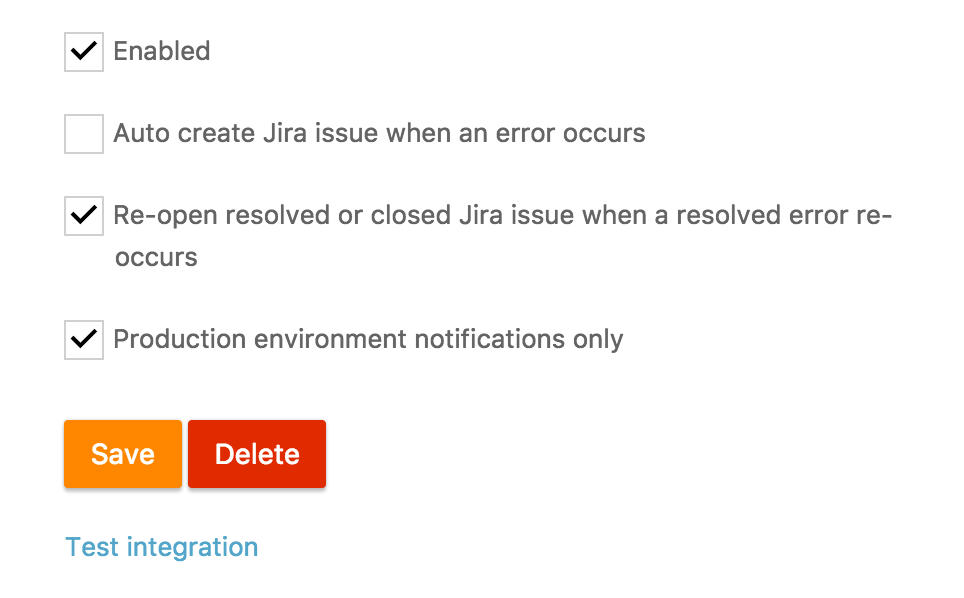 Enabled
Auto create Jira issue when an error occurs
Re-open resolved or closed Jira issue when a resolved error re-
occurs
Production environment notifications only
Save Delete
Test integration